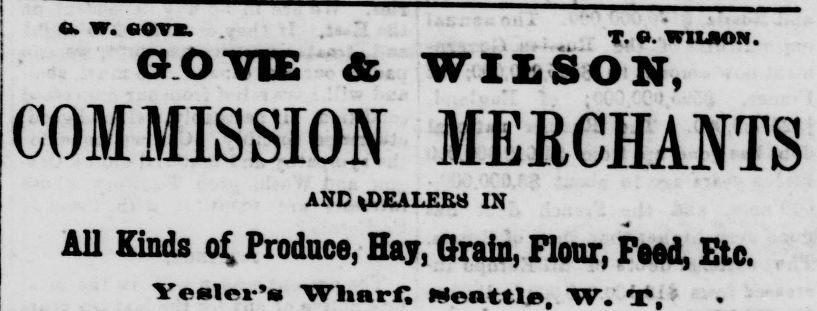 G. W. GOVE. T. G. WILSON.
GOVE & WILSON,
COMMISSION MERCHANTS
AND DEALERS IN
All Kinds of Produce, Hay, Grain, Flour, Feed, Etc.
Yesler's Wharf, Seattle, W. T.